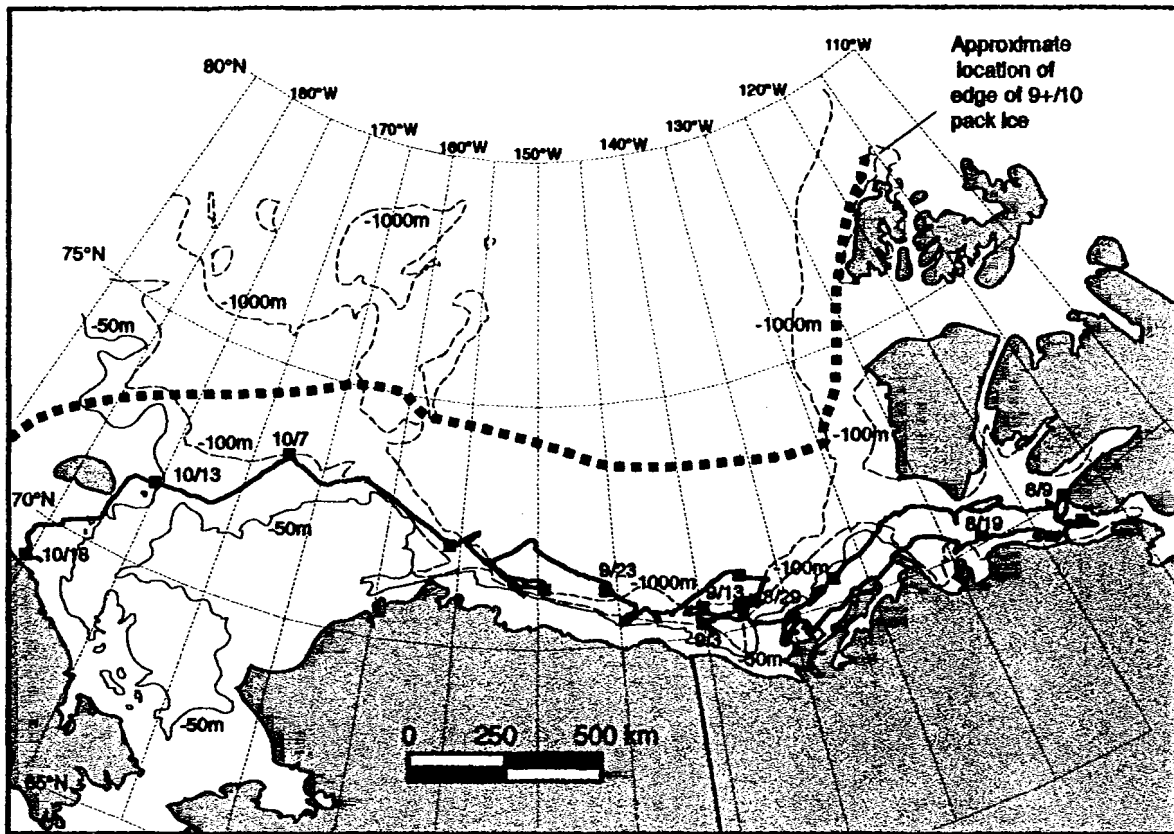 110°W
Approximate
location of
edge of 9+/10
pack ice
80°N
180°W
120°W
170°W
130°W
160°W
150°W
140°W
-1000m
75°N
-1000m
-50m
-1000m
-100m
10/7
-100m
10/13
8/9
70°N
-50m
8/19
10/18
9/23
-1000m
-100m
9/13
8/29
-50m
-50m
0 250 500 km
65°N